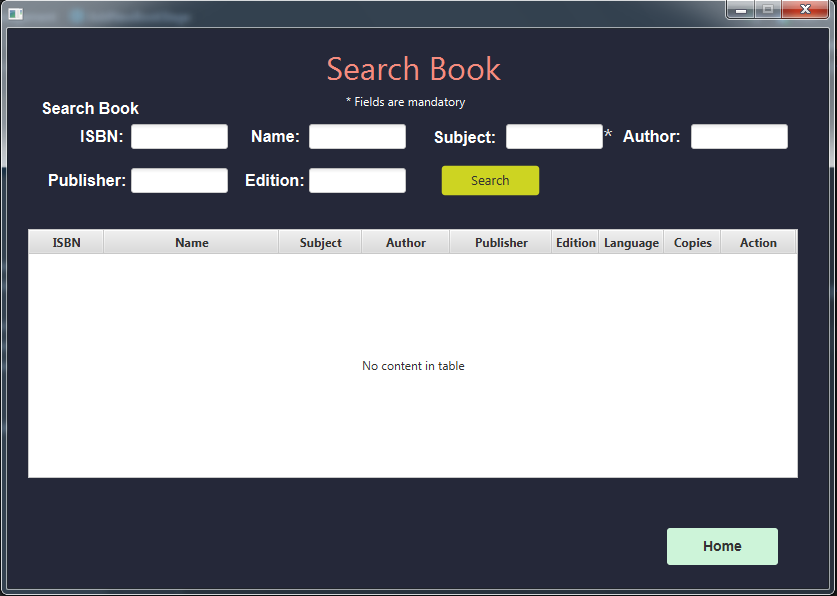 Search Book
* Fields are mandatory
Search Book
ISBN: Name: Subject: * Author:
Publisher: Edition: Search
ISBN Name Subject Author Publisher Edition Language Copies Action
No content in table
Home